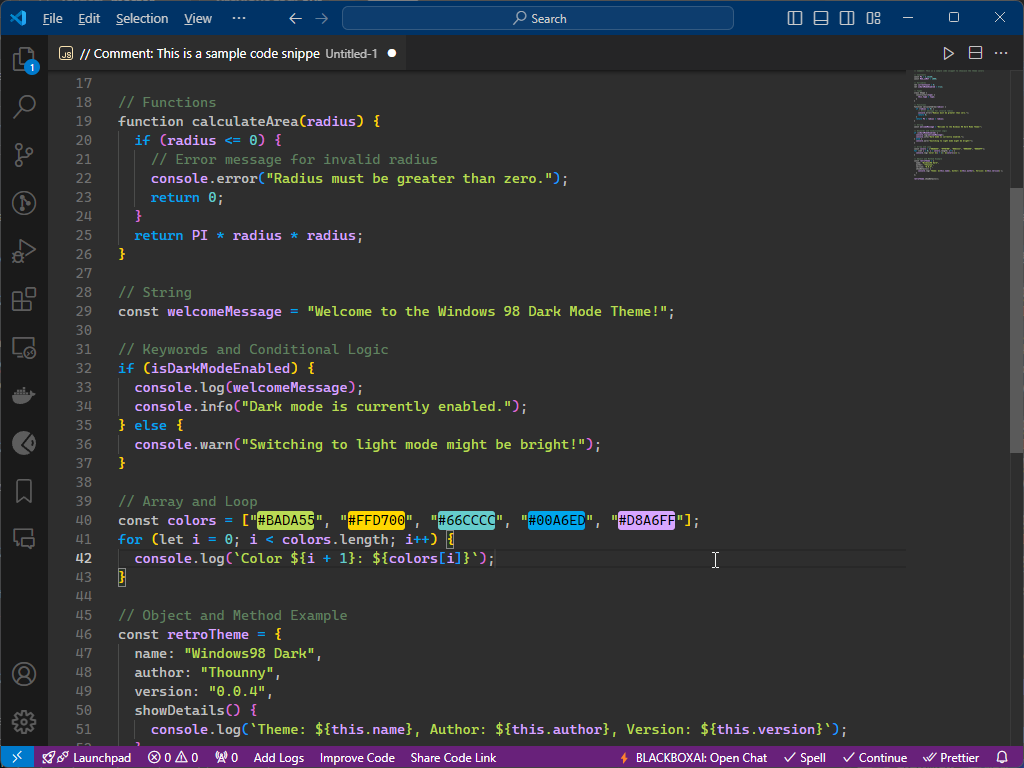 File Edit Selection View ··· Search
JS // Comment: This is a sample code snippe Untitled-1
1
17
18 // Functions
19 function calculateArea(radius) {
20 if (radius <= 0) {
21 // Error message for invalid radius
22 console.error("Radius must be greater than zero.");
23 return 0;
24 }
25 return PI * radius * radius;
26 }
27
28 // String
29 const welcomeMessage = "Welcome to the Windows 98 Dark Mode Theme!";
30
31 // Keywords and Conditional Logic
32 if (isDarkModeEnabled) {
33 console.log(welcomeMessage);
34 console.info("Dark mode is currently enabled.");
35 } else {
36 console.warn("Switching to light mode might be bright!");
37 }
38
39 // Array and Loop
40 const colors = ["#BADA55", "#FFD700", "#66CCCC", "#00A6ED", "#D8A6FF"];
41 for (let i = 0; i < colors.length; i++) {
42 console.log(`Color ${i + 1}: ${colors[i]}`);
43 }
44
45 // Object and Method Example
46 const retroTheme = {
47 name: "Windows98 Dark",
48 author: "Thounny",
49 version: "0.0.4",
50 showDetails() {
51 console.log(`Theme: ${this.name}, Author: ${this.author}, Version: ${this.version}`);
Launchpad 0 0 0 Add Logs Improve Code Share Code Link BLACKBOXAI: Open Chat Spell Continue Prettier